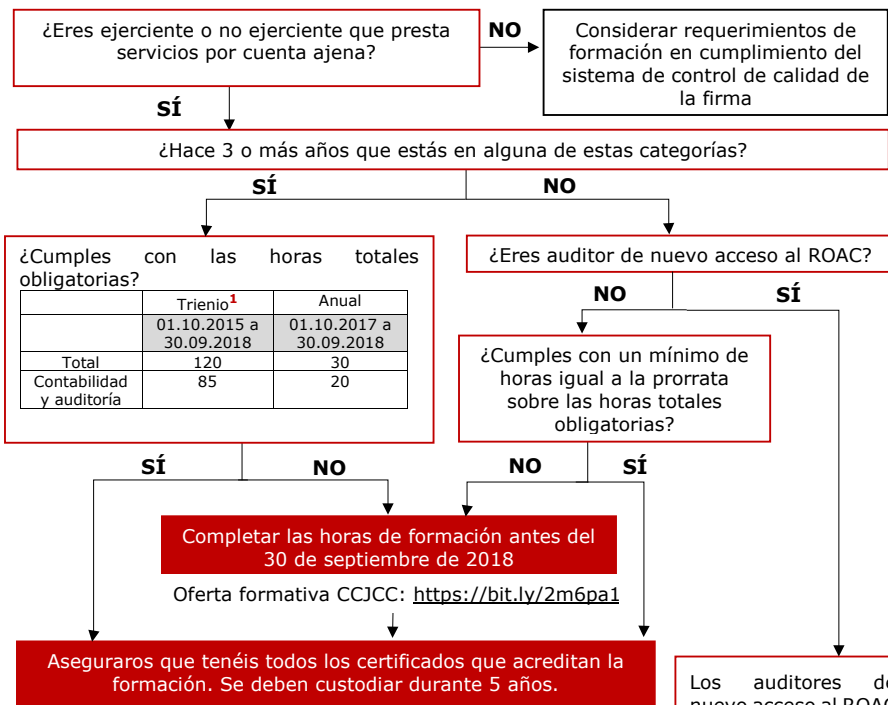 ¿Eres ejerciente o no ejerciente que presta
servicios por cuenta ajena?
NO
Considerar requerimientos de
formación en cumplimiento del
sistema de control de calidad de
la firma
SÍ
¿Hace 3 o más años que estás en alguna de estas categorías?
SÍ
NO
¿Cumples con las horas totales
obligatorias?
Trienio1 Anual
01.10.2015 a 01.10.2017 a
30.09.2018 30.09.2018
Total 120 30
Contabilidad 85 20
y auditoría
¿Eres auditor de nuevo acceso al ROAC?
NO
SÍ
¿Cumples con un mínimo de
horas igual a la prorrata
sobre las horas totales
obligatorias?
SÍ
NO
NO
SÍ
Completar las horas de formación antes del
30 de septiembre de 2018
Oferta formativa CCJCC: https://bit.ly/2m6pa1
Aseguraros que tenéis todos los certificados que acreditan la
formación. Se deben custodiar durante 5 años.
Los auditores de
nuevo acceso al ROAC